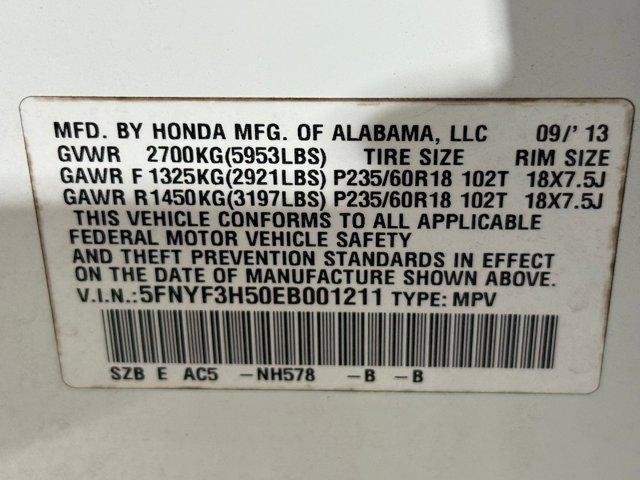 MFD. BY HONDA MFG. OF ALABAMA, LLC 09/' 13
GVWR 2700KG(5953LBS) TIRE SIZE RIM SIZE
GAWR F 1325KG(2921LBS) P235/60R18 102T 18X7.5J
GAWR R1450KG(3197LBS) P235/60R18 102T 18X7.5J
THIS VEHICLE CONFORMS TO ALL APPLICABLE
FEDERAL MOTOR VEHICLE SAFETY
AND THEFT PREVENTION STANDARDS IN EFFECT
ON THE DATE OF MANUFACTURE SHOWN ABOVE.
V.I.N.:5FNYF3H50EB001211 TYPE: MPV
SZB E AC5 -NH578 -B -B